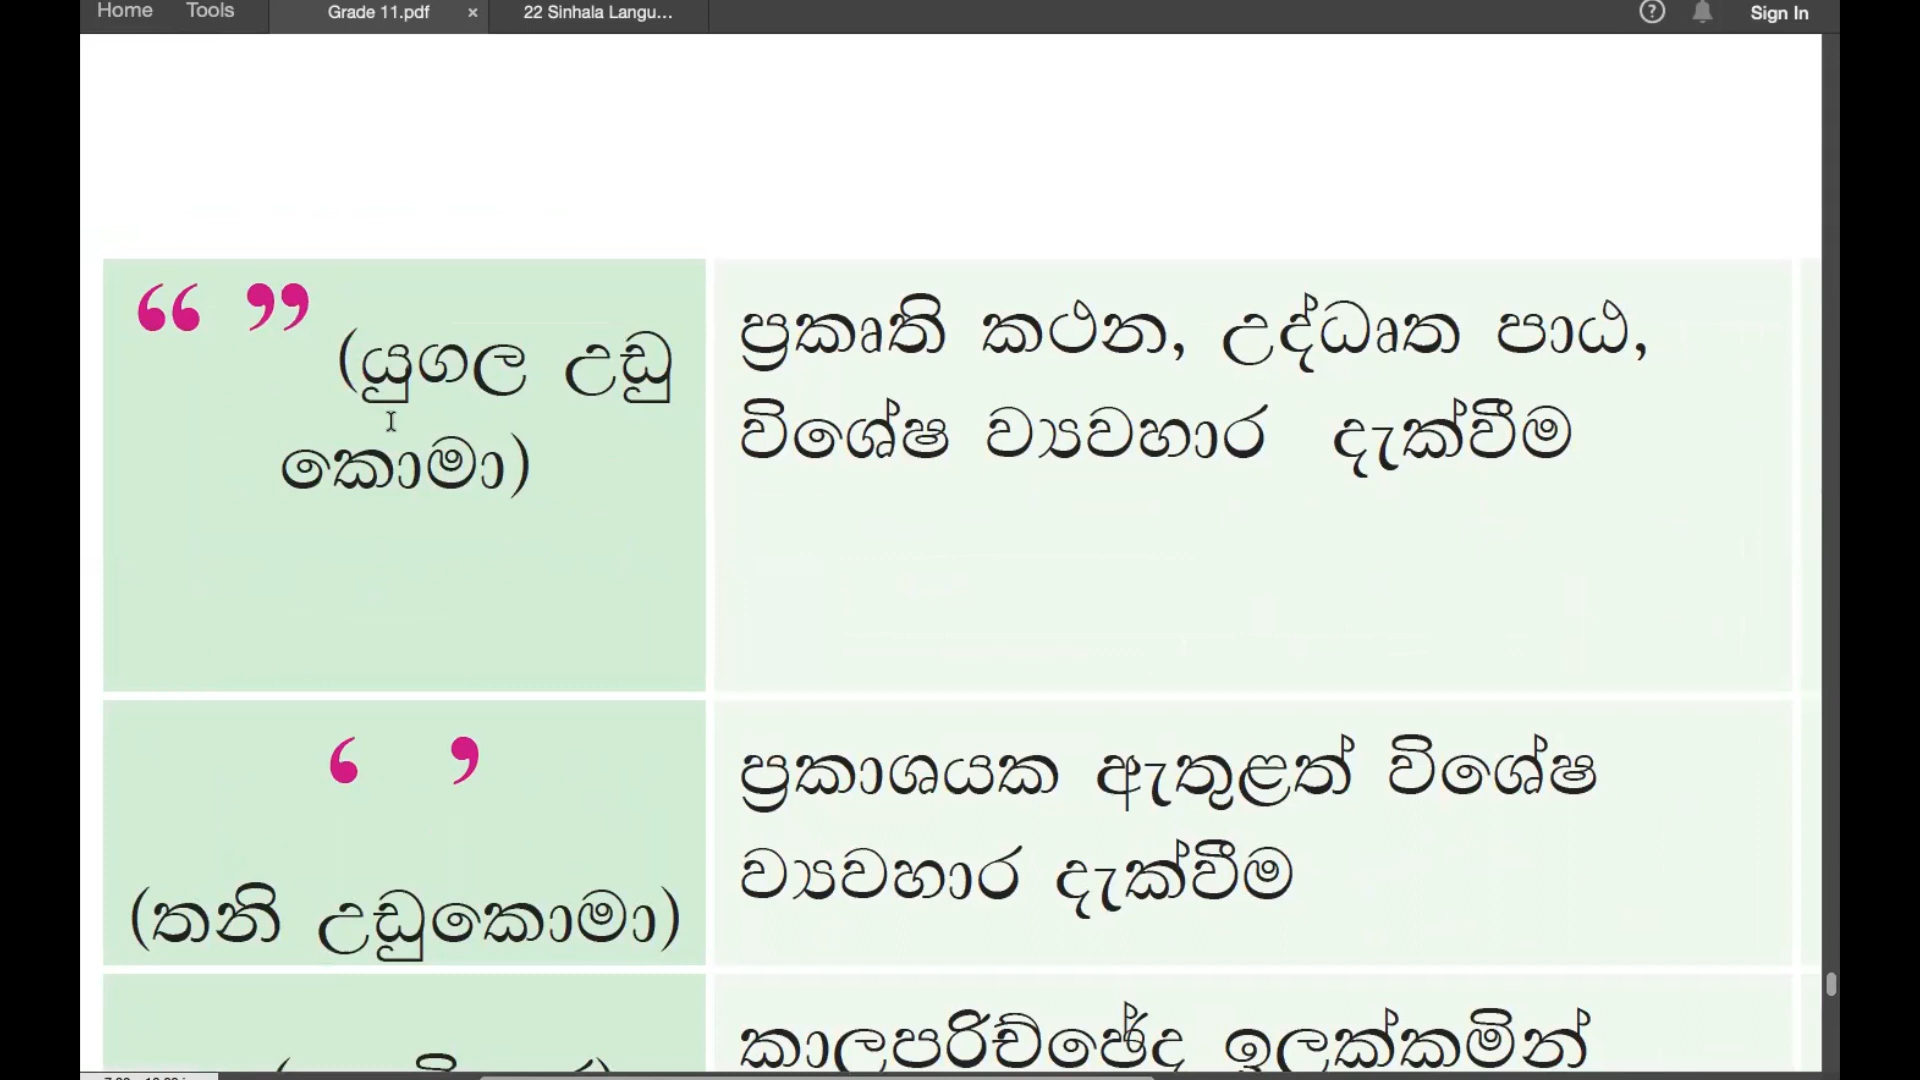 Home Tools Grade 11.pdf × 22 Sinhala Langu... ? Sign In
“ ” (යුගල උඩු
කොමා)
ප්‍රකෘති කථන, උද්ධෘත පාඨ,
විශේෂ ව්‍යවහාර දැක්වීම
‘ ’
(තනි උඩුකොමා)
ප්‍රකාශයක ඇතුළත් විශේෂ
ව්‍යවහාර දැක්වීම
කාලපරිච්ඡේද ඉලක්කමින්